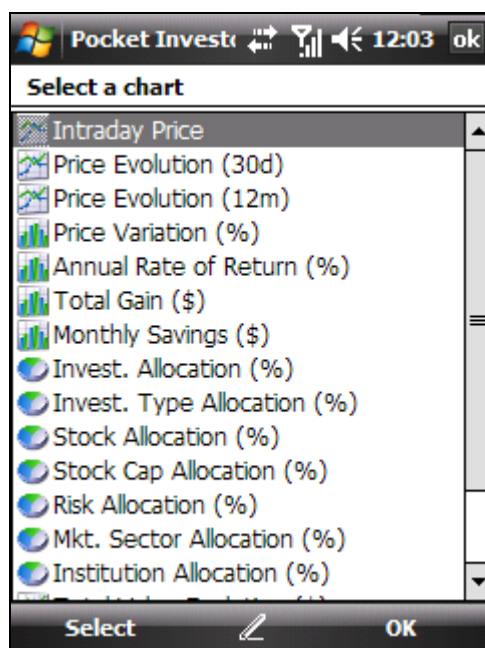 Pocket Invest 12:03 ok
Select a chart
Intraday Price
Price Evolution (30d)
Price Evolution (12m)
Price Variation (%)
Annual Rate of Return (%)
Total Gain ($)
Monthly Savings ($)
Invest. Allocation (%)
Invest. Type Allocation (%)
Stock Allocation (%)
Stock Cap Allocation (%)
Risk Allocation (%)
Mkt. Sector Allocation (%)
Institution Allocation (%)
Select OK